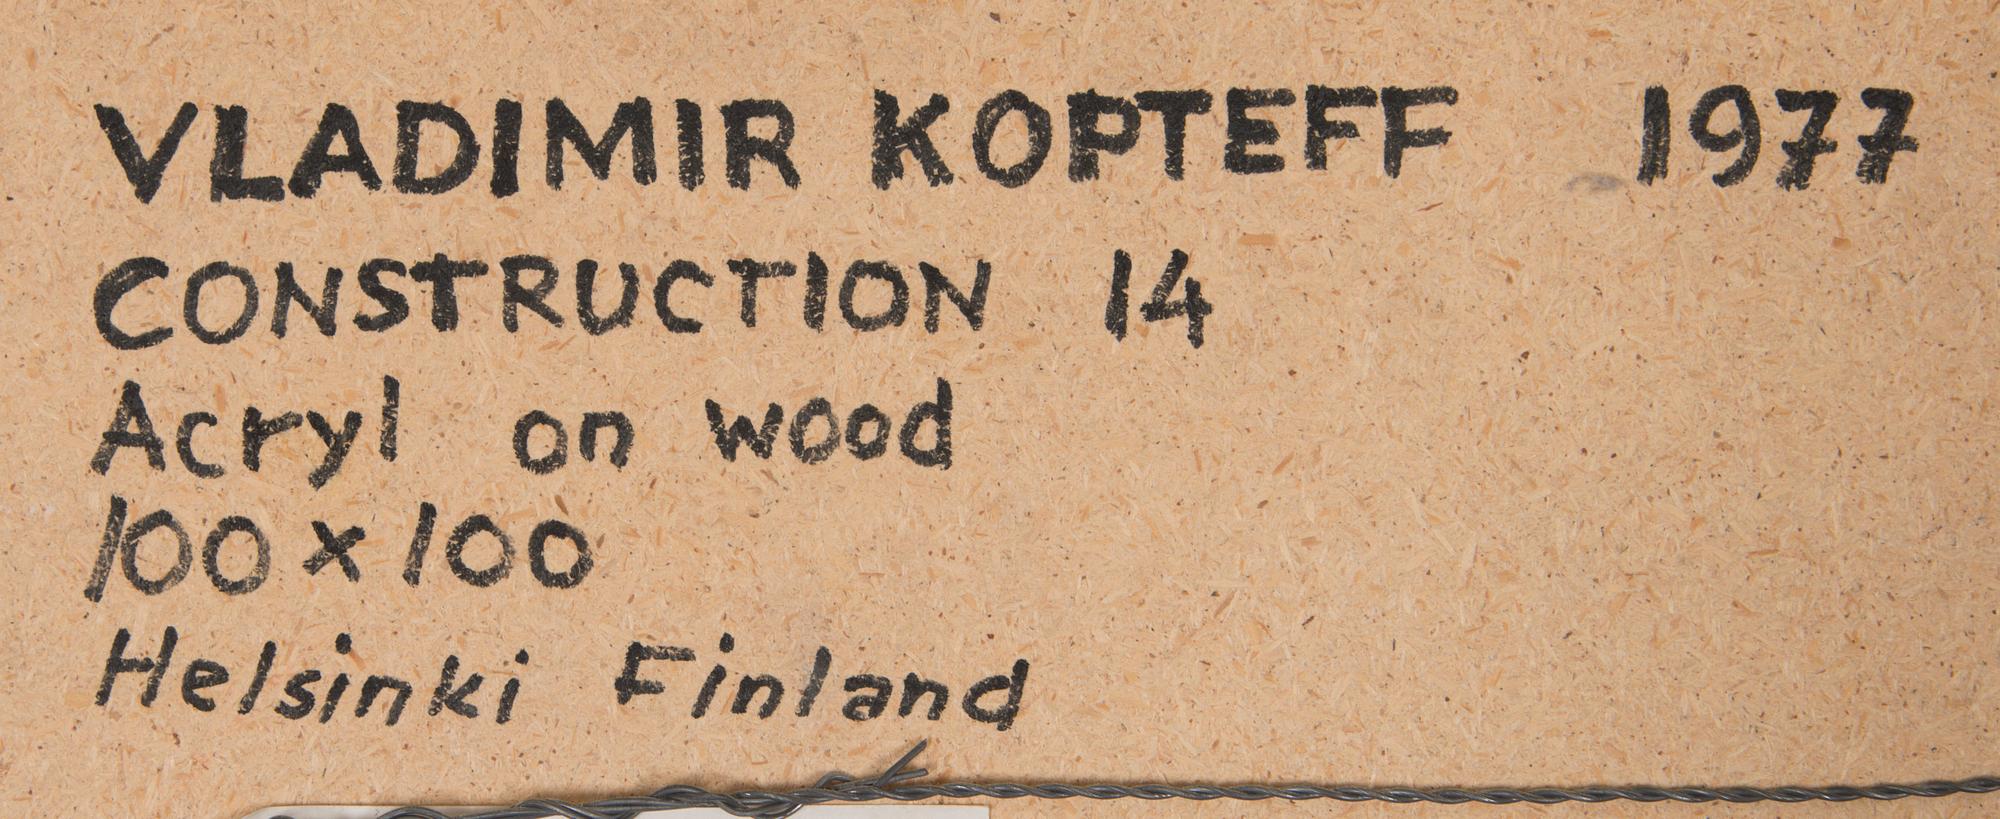 VLADIMIR KOPTEFF 1977
CONSTRUCTION 14
Acryl on wood
100 x 100
Helsinki Finland